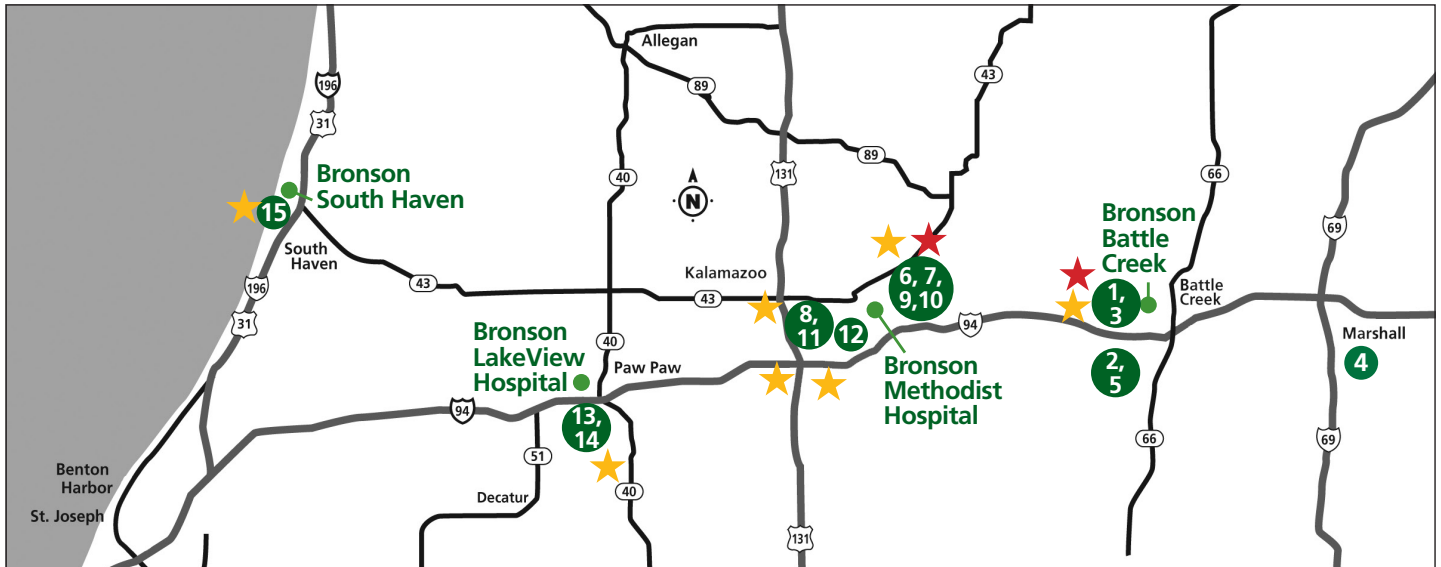 Allegan
43
89
196
31
89
131
40
66
Bronson
South Haven
N
15
Bronson
Battle
Creek
69
South
Haven
Kalamazoo
6, 7,
9, 10
43
196
43
1,
3
Battle
Creek
31
8,
11
12
94
Marshall
Bronson
LakeView
Hospital
40
Paw Paw
Bronson
Methodist
Hospital
2,
5
4
94
13,
14
66
69
51
Benton
Harbor
Decatur
40
St. Joseph
131